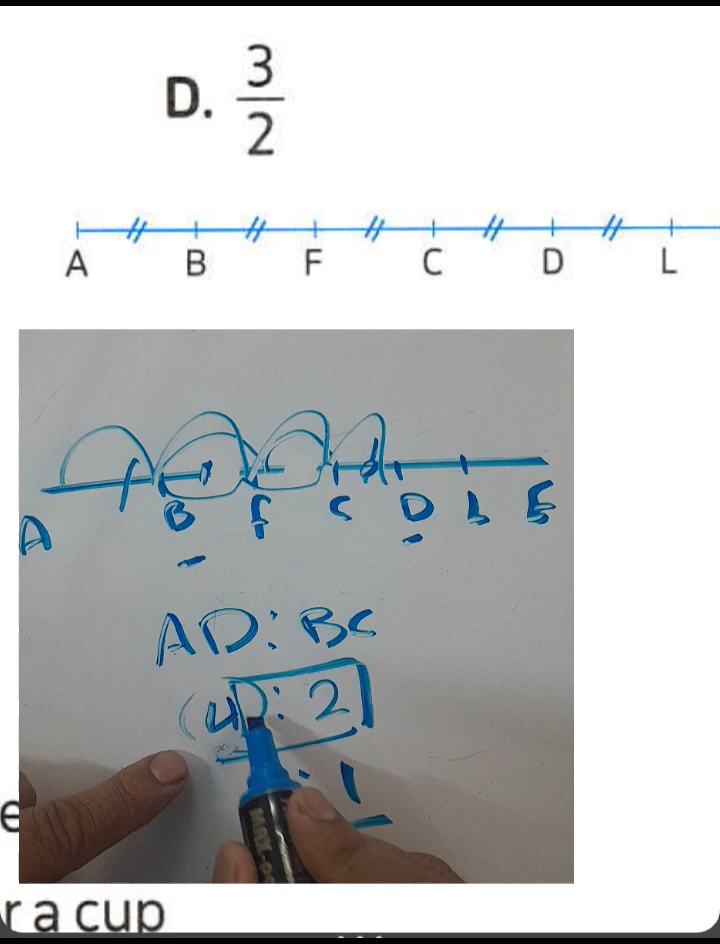 D. 3/2
A B F C D L
A B F C D L E
AD : BC
(4) : 2
: 1
e
r a cup